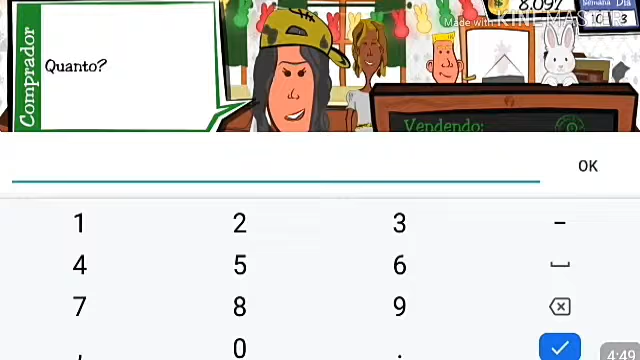 Comprador
Quanto?
8.097
Made with KINEMASTER
Semana
Dia
10
3
Vendendo:
OK
1 2 3 -
4 5 6
7 8 9
, 0 .
4:49